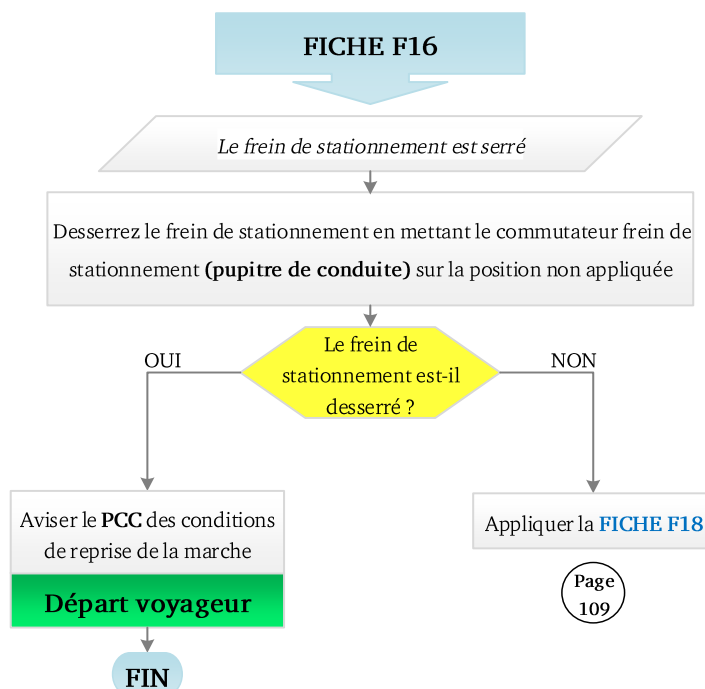 FICHE F16
Le frein de stationnement est serré
Desserrez le frein de stationnement en mettant le commutateur frein de
stationnement (pupitre de conduite) sur la position non appliquée
Le frein de
stationnement est-il
desserré ?
OUI
NON
Aviser le PCC des conditions
de reprise de la marche
Départ voyageur
FIN
Appliquer la FICHE F18
Page
109